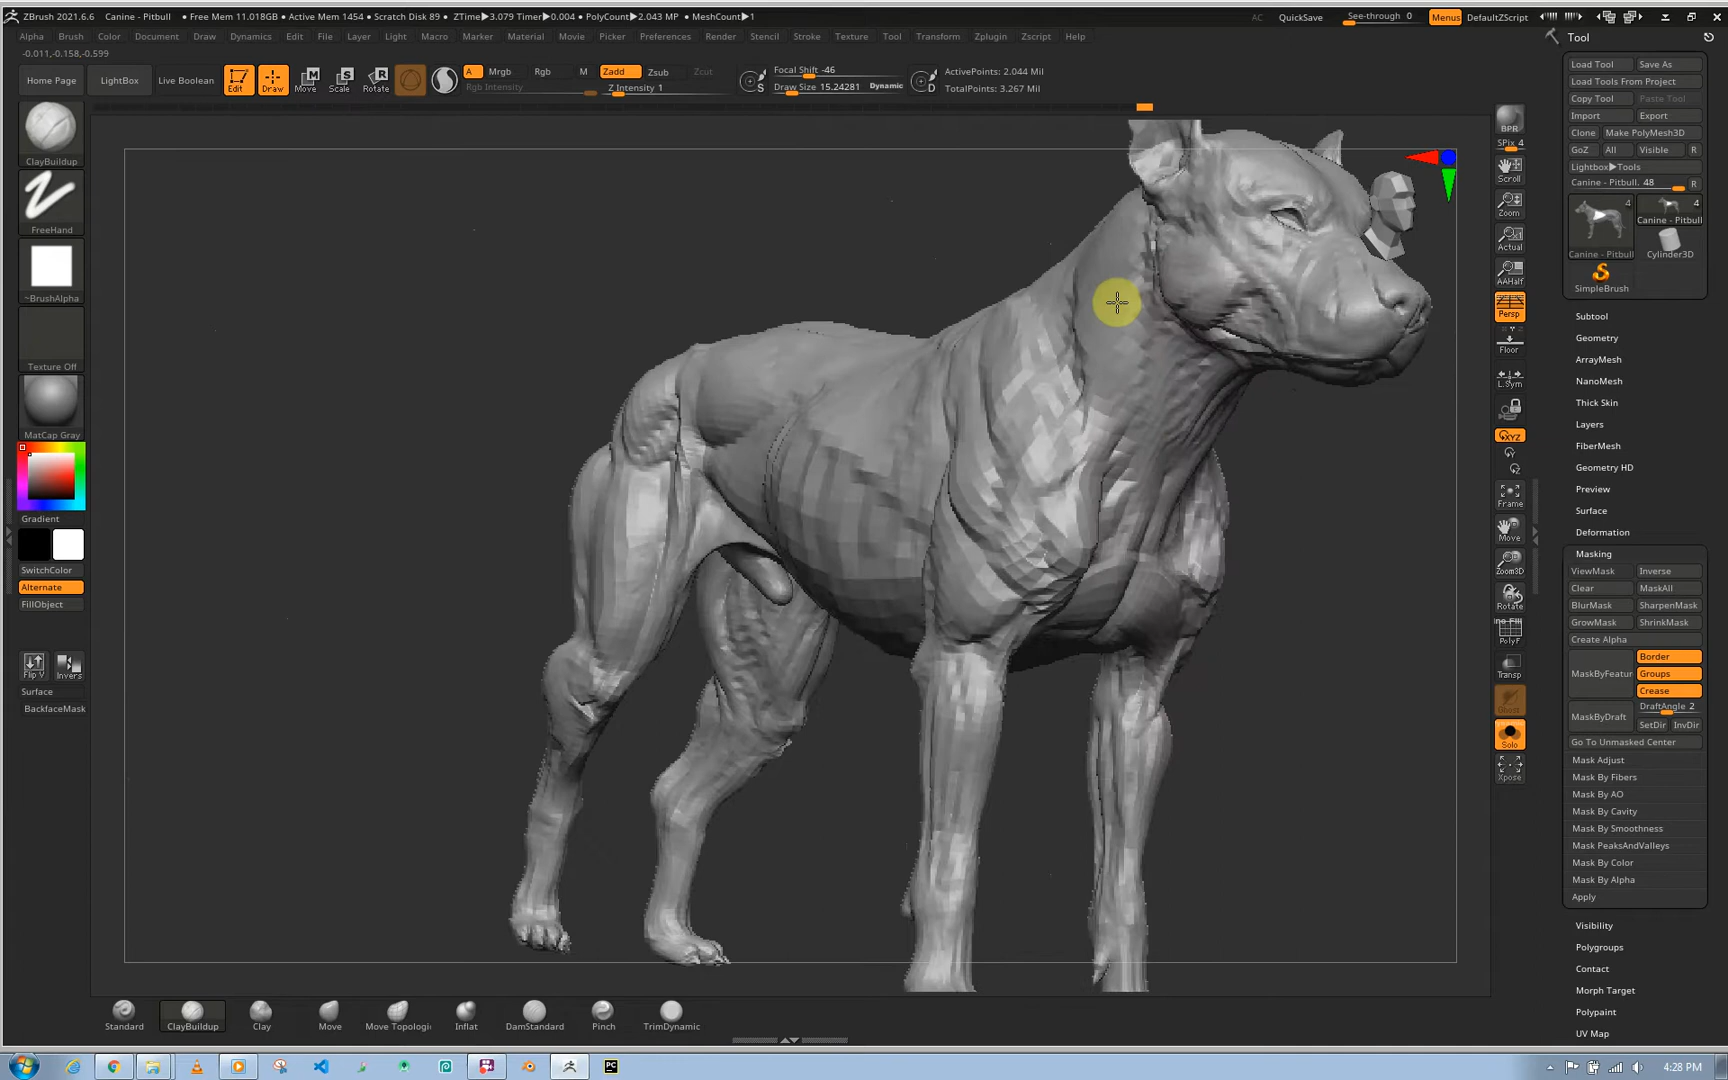 ZBrush 2021.6.6 Canine - Pitbull • Free Mem 11.018GB • Active Mem 1454 • Scratch Disk 89 • ZTime▶3.079 Timer▶0.004 • PolyCount▶2.043 MP • MeshCount▶1
AC QuickSave See-through 0 Menus DefaultZScript
Alpha Brush Color Document Draw Dynamics Edit File Layer Light Macro Marker Material Movie Picker Preferences Render Stencil Stroke Texture Tool Transform Zplugin Zscript Help
-0.011,-0.158,-0.599
Home Page LightBox Live Boolean Edit Draw Move Scale Rotate
A Mrgb Rgb M Zadd Zsub Zcut
Rgb Intensity Z Intensity 1
Focal Shift -46
Draw Size 15.24281 Dynamic
ActivePoints: 2.044 Mil
TotalPoints: 3.267 Mil
ClayBuildup
FreeHand
~BrushAlpha
Texture Off
MatCap Gray
Gradient
SwitchColor
Alternate
FillObject
Flip V Invers
Surface
BackfaceMask
BPR
SPix 4
Scroll
Zoom
Actual
AAHalf
Persp
Floor
L.Sym
XYZ
Frame
Move
Zoom3D
Rotate
PolyF
Transp
Ghost
Solo
Xpose
Tool
Load Tool Save As
Load Tools From Project
Copy Tool Paste Tool
Import Export
Clone Make PolyMesh3D
GoZ All Visible R
Lightbox▶Tools
Canine - Pitbull. 48 R
4 4
Canine - Pitbull
Canine - Pitbull Cylinder3D
SimpleBrush
Subtool
Geometry
ArrayMesh
NanoMesh
Thick Skin
Layers
FiberMesh
Geometry HD
Preview
Surface
Deformation
Masking
ViewMask Inverse
Clear MaskAll
BlurMask SharpenMask
GrowMask ShrinkMask
Create Alpha
MaskByFeatur Border
Groups
Crease
MaskByDraft DraftAngle 2
SetDir InvDir
Go To Unmasked Center
Mask Adjust
Mask By Fibers
Mask By AO
Mask By Cavity
Mask By Smoothness
Mask PeaksAndValleys
Mask By Color
Mask By Alpha
Apply
Visibility
Polygroups
Contact
Morph Target
Polypaint
UV Map
Standard ClayBuildup Clay Move Move Topologi Inflat DamStandard Pinch TrimDynamic
4:28 PM